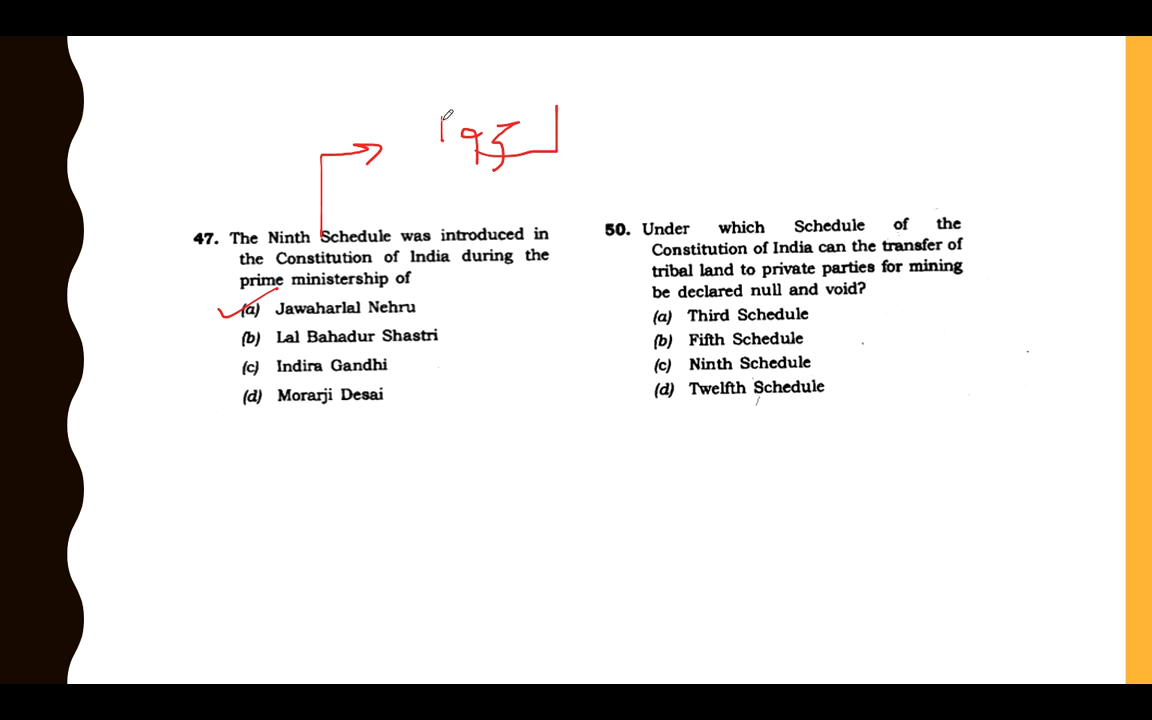 47. The Ninth Schedule was introduced in
the Constitution of India during the
prime ministership of
(a) Jawaharlal Nehru
(b) Lal Bahadur Shastri
(c) Indira Gandhi
(d) Morarji Desai
50. Under which Schedule of the
Constitution of India can the transfer of
tribal land to private parties for mining
be declared null and void?
(a) Third Schedule
(b) Fifth Schedule
(c) Ninth Schedule
(d) Twelfth Schedule